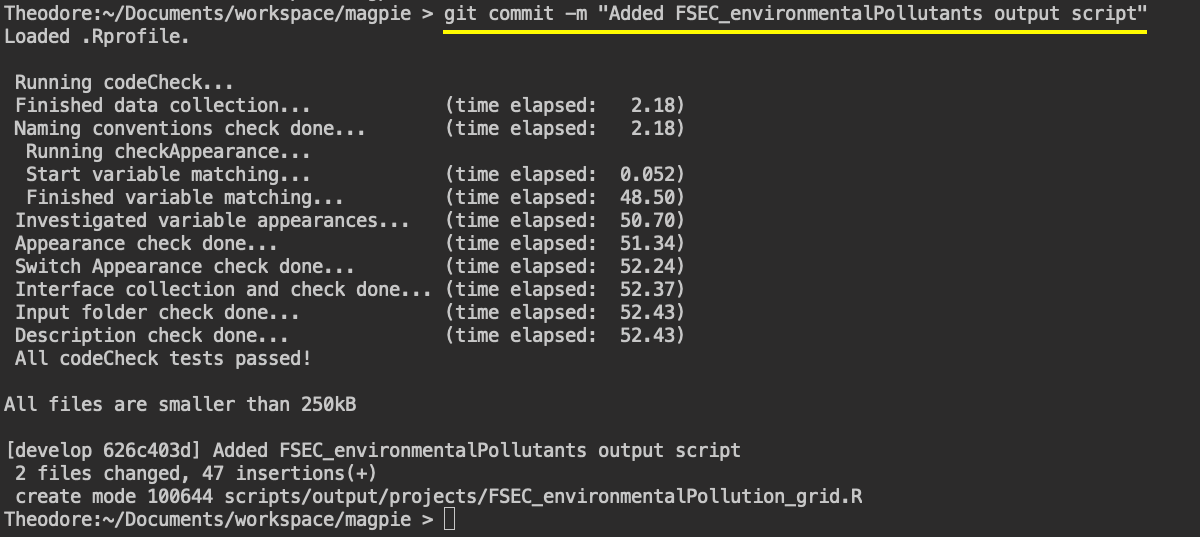 Theodore:~/Documents/workspace/magpie > git commit -m "Added FSEC_environmentalPollutants output script"
Loaded .Rprofile.
Running codeCheck...
Finished data collection... (time elapsed: 2.18)
Naming conventions check done... (time elapsed: 2.18)
Running checkAppearance...
Start variable matching... (time elapsed: 0.052)
Finished variable matching... (time elapsed: 48.50)
Investigated variable appearances... (time elapsed: 50.70)
Appearance check done... (time elapsed: 51.34)
Switch Appearance check done... (time elapsed: 52.24)
Interface collection and check done... (time elapsed: 52.37)
Input folder check done... (time elapsed: 52.43)
Description check done... (time elapsed: 52.43)
All codeCheck tests passed!
All files are smaller than 250kB
[develop 626c403d] Added FSEC_environmentalPollutants output script
2 files changed, 47 insertions(+)
create mode 100644 scripts/output/projects/FSEC_environmentalPollution_grid.R
Theodore:~/Documents/workspace/magpie >